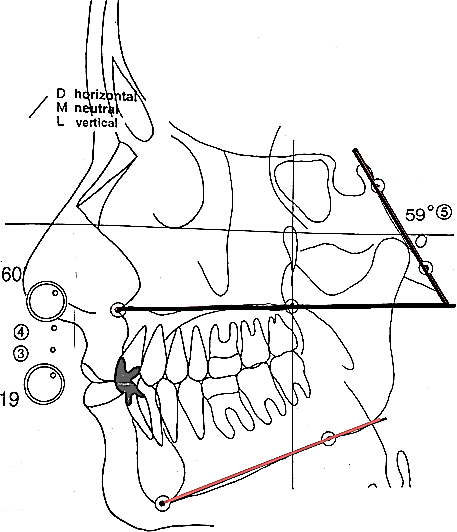 D horizontal
M neutral
L vertical
59° ⑤
60
④
③
19